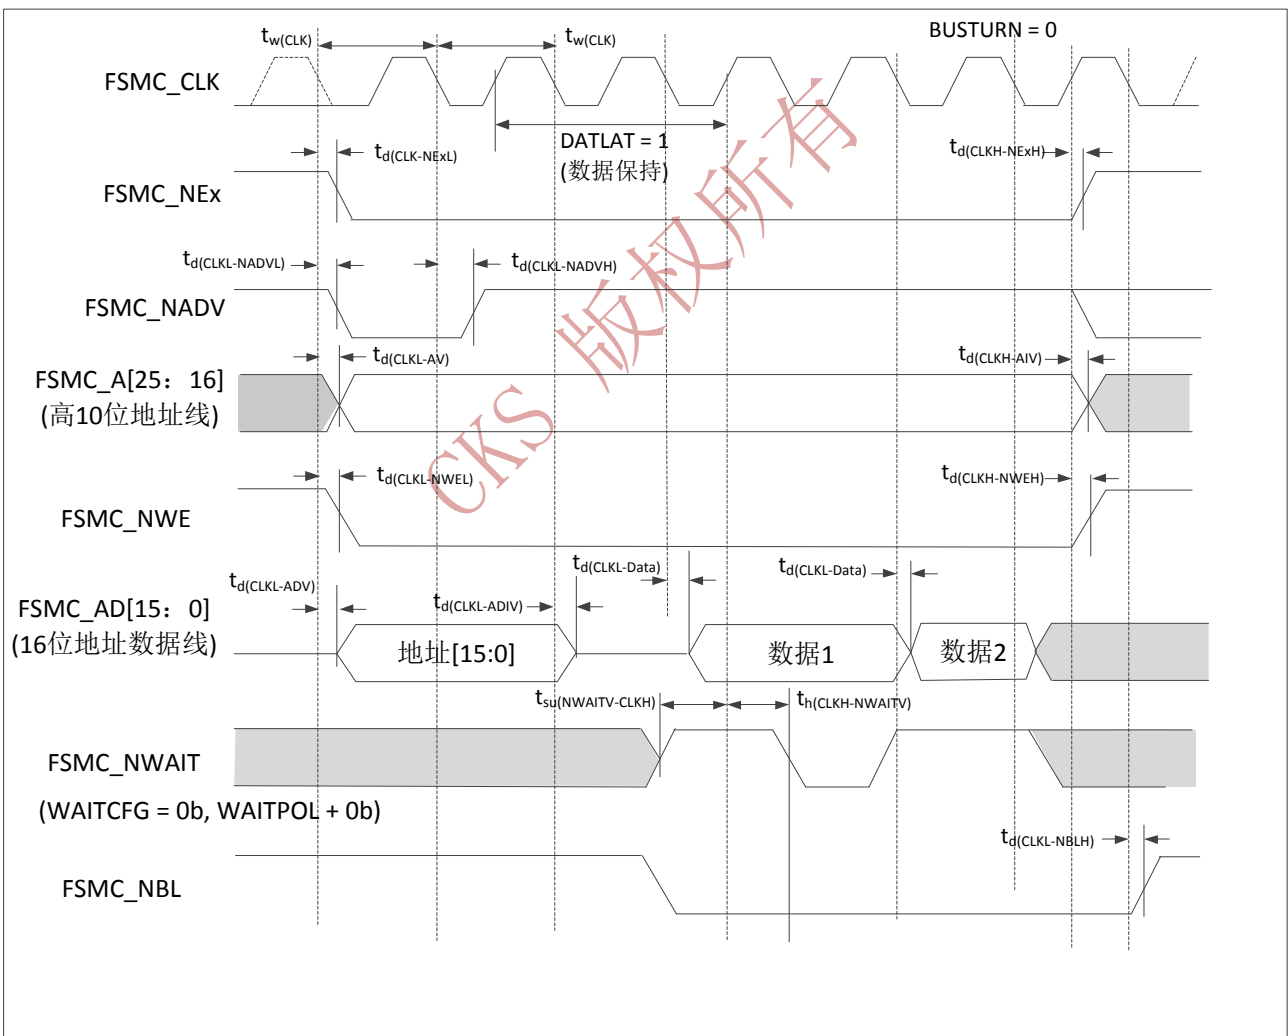 BUSTURN = 0
tw(CLK)
tw(CLK)
FSMC_CLK
DATLAT = 1
(数据保持)
td(CLK-NExL)
td(CLKH-NExH)
FSMC_NEx
td(CLKL-NADVL)
td(CLKL-NADVH)
FSMC_NADV
td(CLKL-AV)
td(CLKH-AIV)
FSMC_A[25：16]
(高10位地址线)
td(CLKL-NWEL)
td(CLKH-NWEH)
FSMC_NWE
td(CLKL-Data)
td(CLKL-Data)
td(CLKL-ADV)
td(CLKL-ADIV)
FSMC_AD[15：0]
(16位地址数据线)
地址[15:0]
数据1
数据2
tsu(NWAITV-CLKH)
th(CLKH-NWAITV)
FSMC_NWAIT
(WAITCFG = 0b, WAITPOL + 0b)
td(CLKL-NBLH)
FSMC_NBL
CKS 版权所有